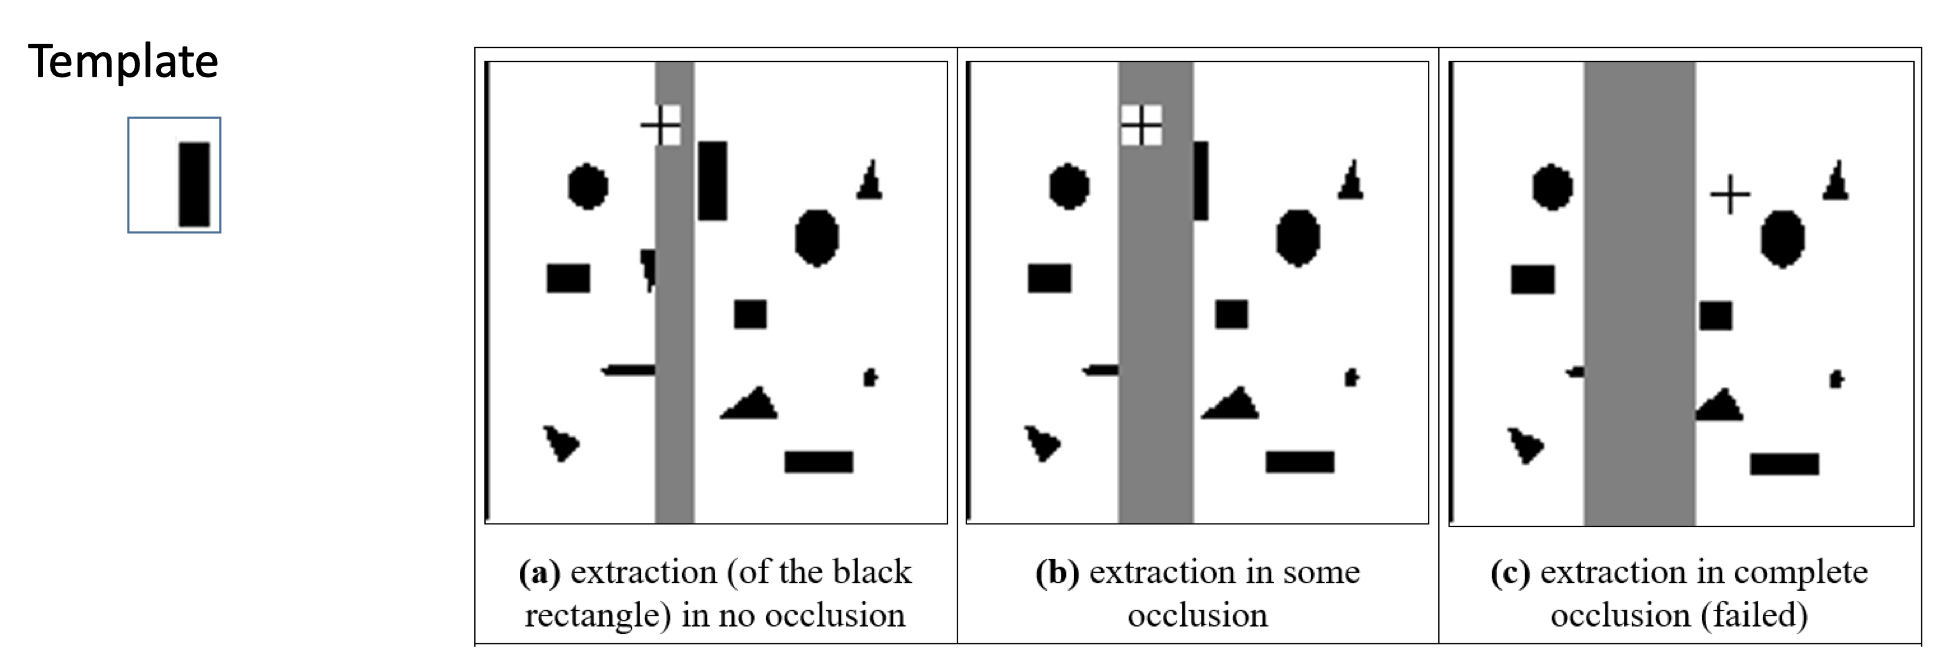 Template
(a) extraction (of the black
rectangle) in no occlusion
(b) extraction in some
occlusion
(c) extraction in complete
occlusion (failed)